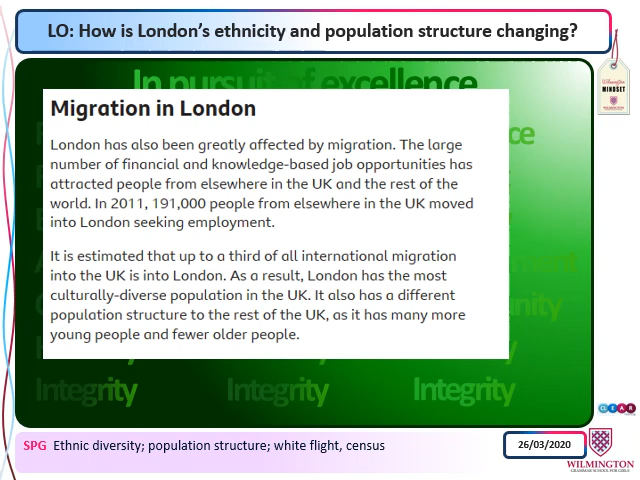 LO: How is London’s ethnicity and population structure changing?
In pursuit of excellence
Wilmington
MINDSET
Migration in London
London has also been greatly affected by migration. The large
number of financial and knowledge-based job opportunities has
attracted people from elsewhere in the UK and the rest of the
world. In 2011, 191,000 people from elsewhere in the UK moved
into London seeking employment.
It is estimated that up to a third of all international migration
into the UK is into London. As a result, London has the most
culturally-diverse population in the UK. It also has a different
population structure to the rest of the UK, as it has many more
young people and fewer older people.
Integrity Integrity Integrity
CEAR
SPG Ethnic diversity; population structure; white flight, census
26/03/2020
WILMINGTON
GRAMMAR SCHOOL FOR GIRLS